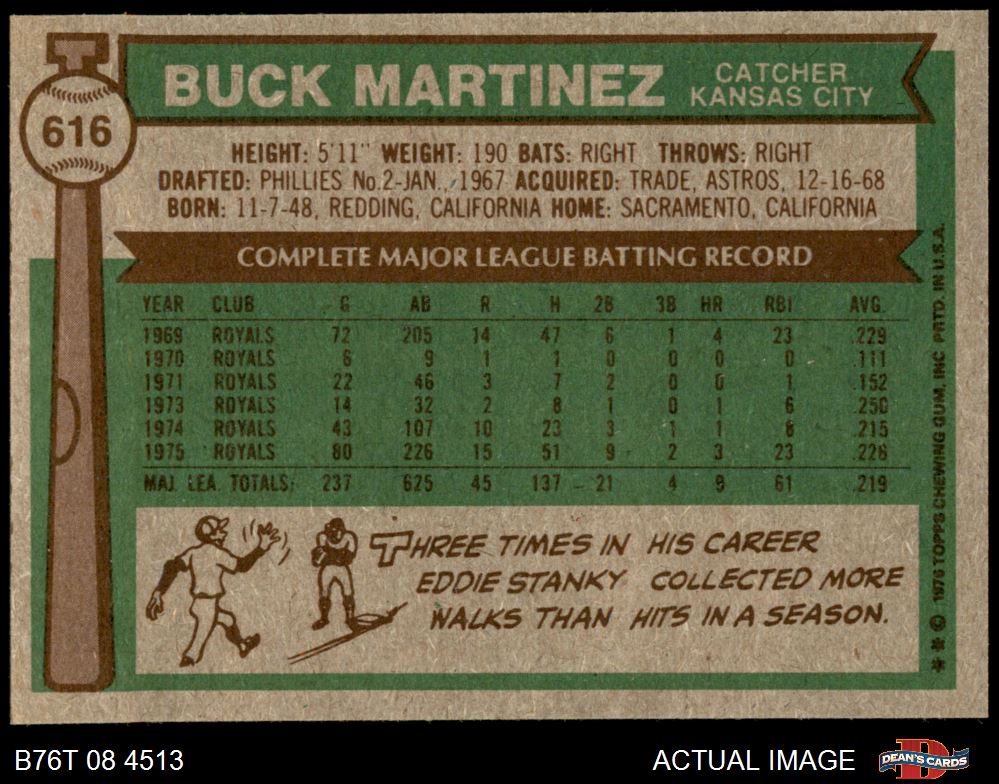 BUCK MARTINEZ
CATCHER
KANSAS CITY
616
HEIGHT: 5'11" WEIGHT: 190 BATS: RIGHT THROWS: RIGHT
DRAFTED: PHILLIES No.2-JAN., 1967 ACQUIRED: TRADE, ASTROS, 12-16-68
BORN: 11-7-48, REDDING, CALIFORNIA HOME: SACRAMENTO, CALIFORNIA
COMPLETE MAJOR LEAGUE BATTING RECORD
YEAR CLUB G AB R H 2B 3B HR RBI AVG.
1969 ROYALS 72 205 14 47 6 1 4 23 .229
1970 ROYALS 6 9 1 1 0 0 0 0 .111
1971 ROYALS 22 46 3 7 2 0 0 1 .152
1973 ROYALS 14 32 2 8 1 0 1 6 .250
1974 ROYALS 43 107 10 23 3 1 1 8 .215
1975 ROYALS 80 226 15 51 9 2 3 23 .226
MAJ. LEA. TOTALS: 237 625 45 137 21 4 9 61 .219
THREE TIMES IN HIS CAREER
EDDIE STANKY COLLECTED MORE
WALKS THAN HITS IN A SEASON.
** © 1976 TOPPS CHEWING GUM, INC PRTD. IN U.S.A.
B76T 08 4513
ACTUAL IMAGE
DEAN'S CARDS